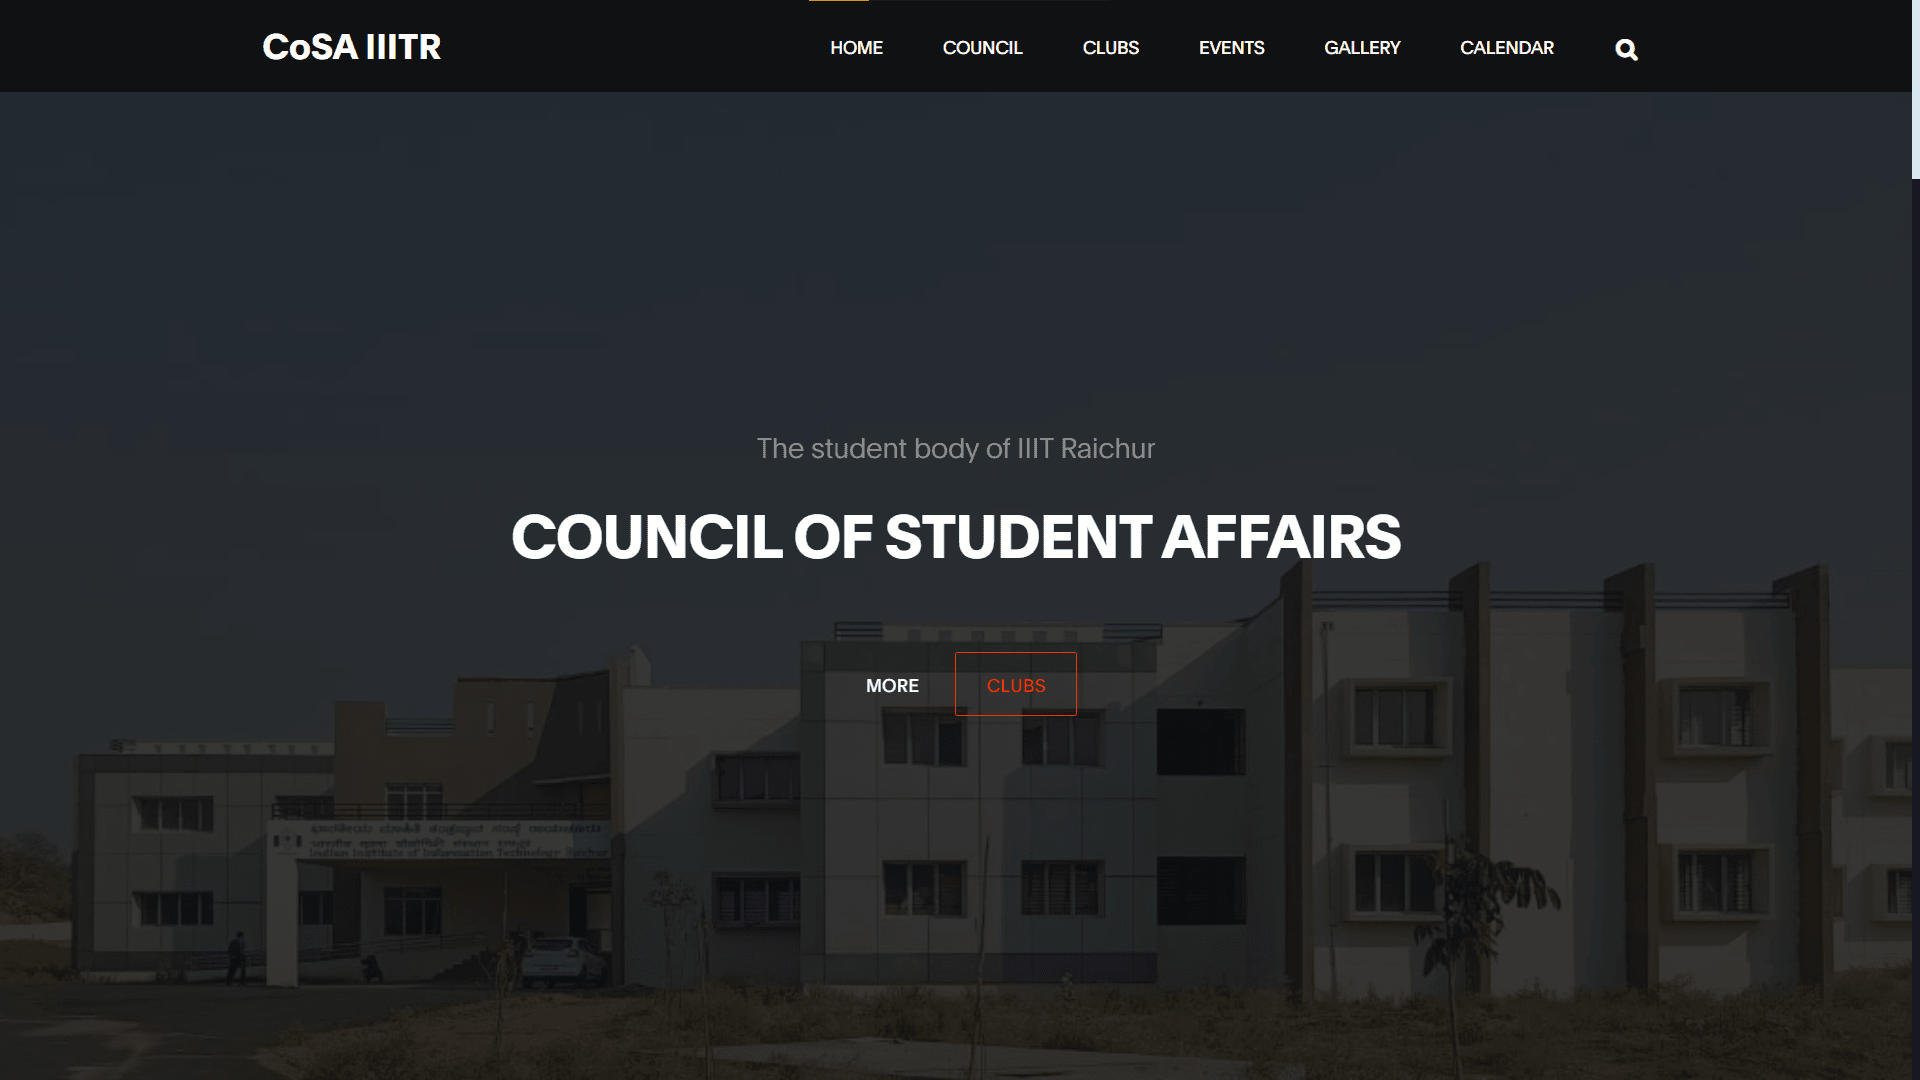 CoSA IIITR
HOME COUNCIL CLUBS EVENTS GALLERY CALENDAR
The student body of IIIT Raichur
COUNCIL OF STUDENT AFFAIRS
MORE CLUBS
Indian Institute of Information Technology Raichur